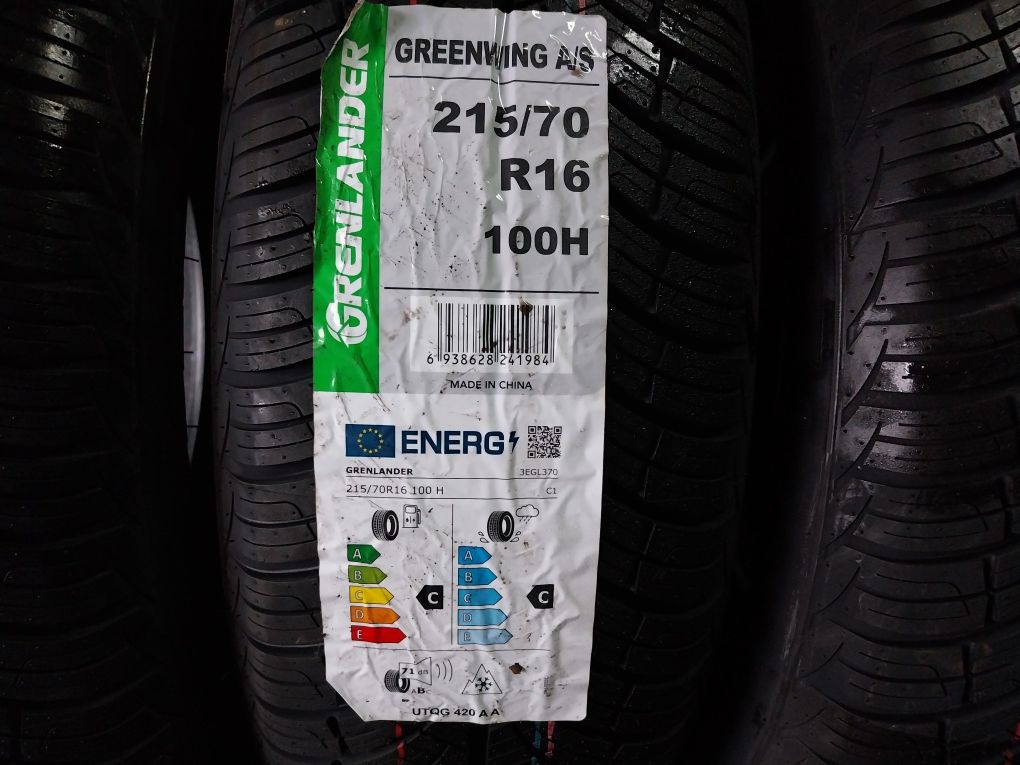 GRENLANDER
GREENWING A/S
215/70
R16
100H
6 938628 241984
MADE IN CHINA
ENERG
GRENLANDER 3EGL370
215/70R16 100 H C1
A A
B B
C C C C
D D
E E
71 dB
ABC
UTQG 420 A A